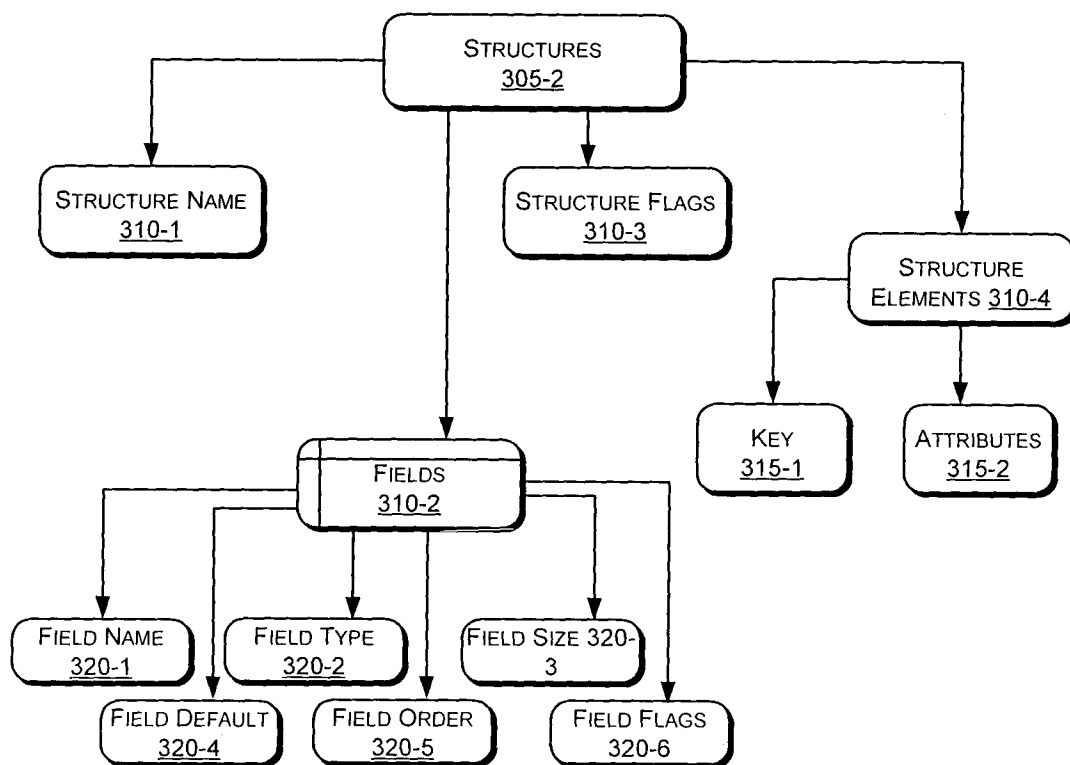 STRUCTURES
305-2
STRUCTURE NAME
310-1
STRUCTURE FLAGS
310-3
STRUCTURE
ELEMENTS 310-4
KEY
315-1
ATTRIBUTES
315-2
FIELDS
310-2
FIELD NAME
320-1
FIELD TYPE
320-2
FIELD SIZE 320-
3
FIELD DEFAULT
320-4
FIELD ORDER
320-5
FIELD FLAGS
320-6